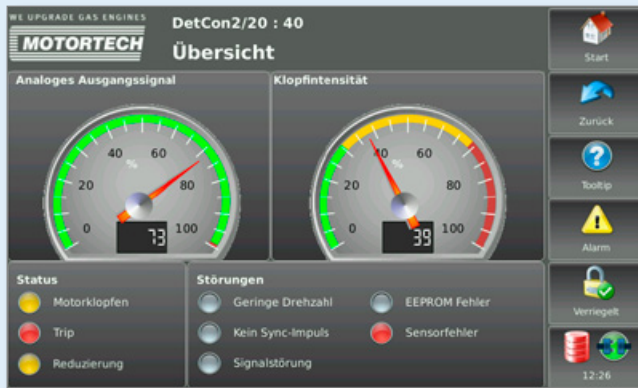 WE UPGRADE GAS ENGINES
MOTORTECH
DetCon2/20 : 40
Übersicht
Start
Analoges Ausgangssignal
Klopfintensität
Zurück
0 20 40 60 80 100
%
73
0 20 40 60 80 100
%
39
Tooltip
Alarm
Status
Störungen
Motorklopfen
Geringe Drehzahl
EEPROM Fehler
Verriegelt
Trip
Kein Sync-Impuls
Sensorfehler
Reduzierung
Signalstörung
12:26